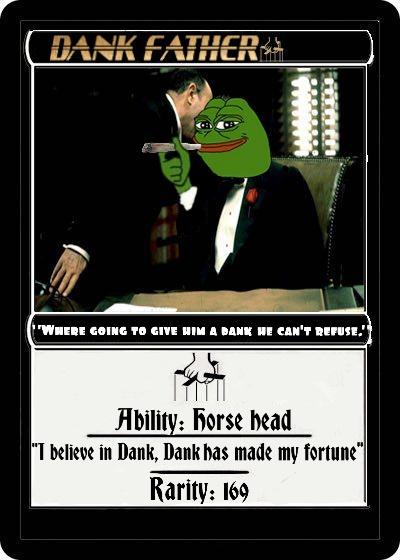 DANK FATHER
"WHERE GOING TO GIVE HIM A DANK HE CAN'T REFUSE."
Ability: Horse head
"I believe in Dank, Dank has made my fortune"
Rarity: 169